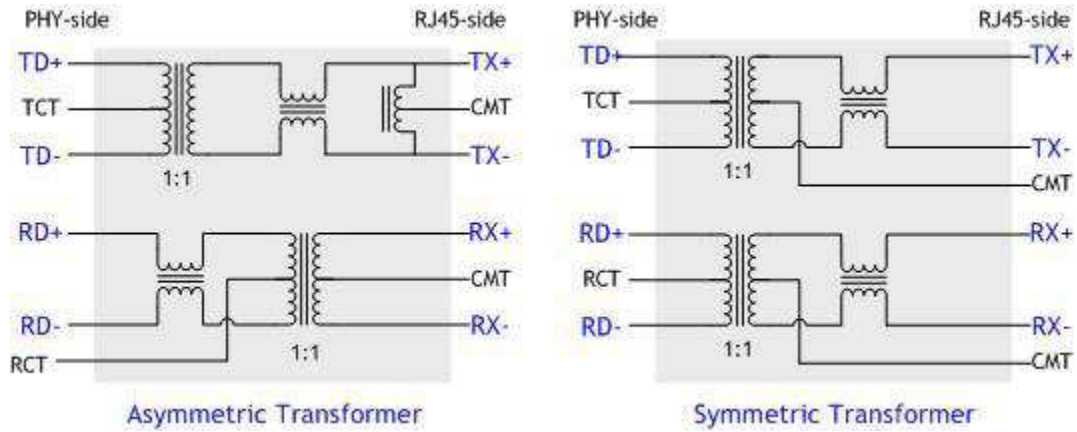 PHY-side
RJ45-side
TD+
TX+
TCT
CMT
TD-
TX-
1:1
RD+
RX+
CMT
RD-
RX-
RCT
1:1
Asymmetric Transformer
PHY-side
RJ45-side
TD+
TX+
TCT
TD-
TX-
1:1
CMT
RD+
RX+
RCT
RD-
RX-
1:1
CMT
Symmetric Transformer